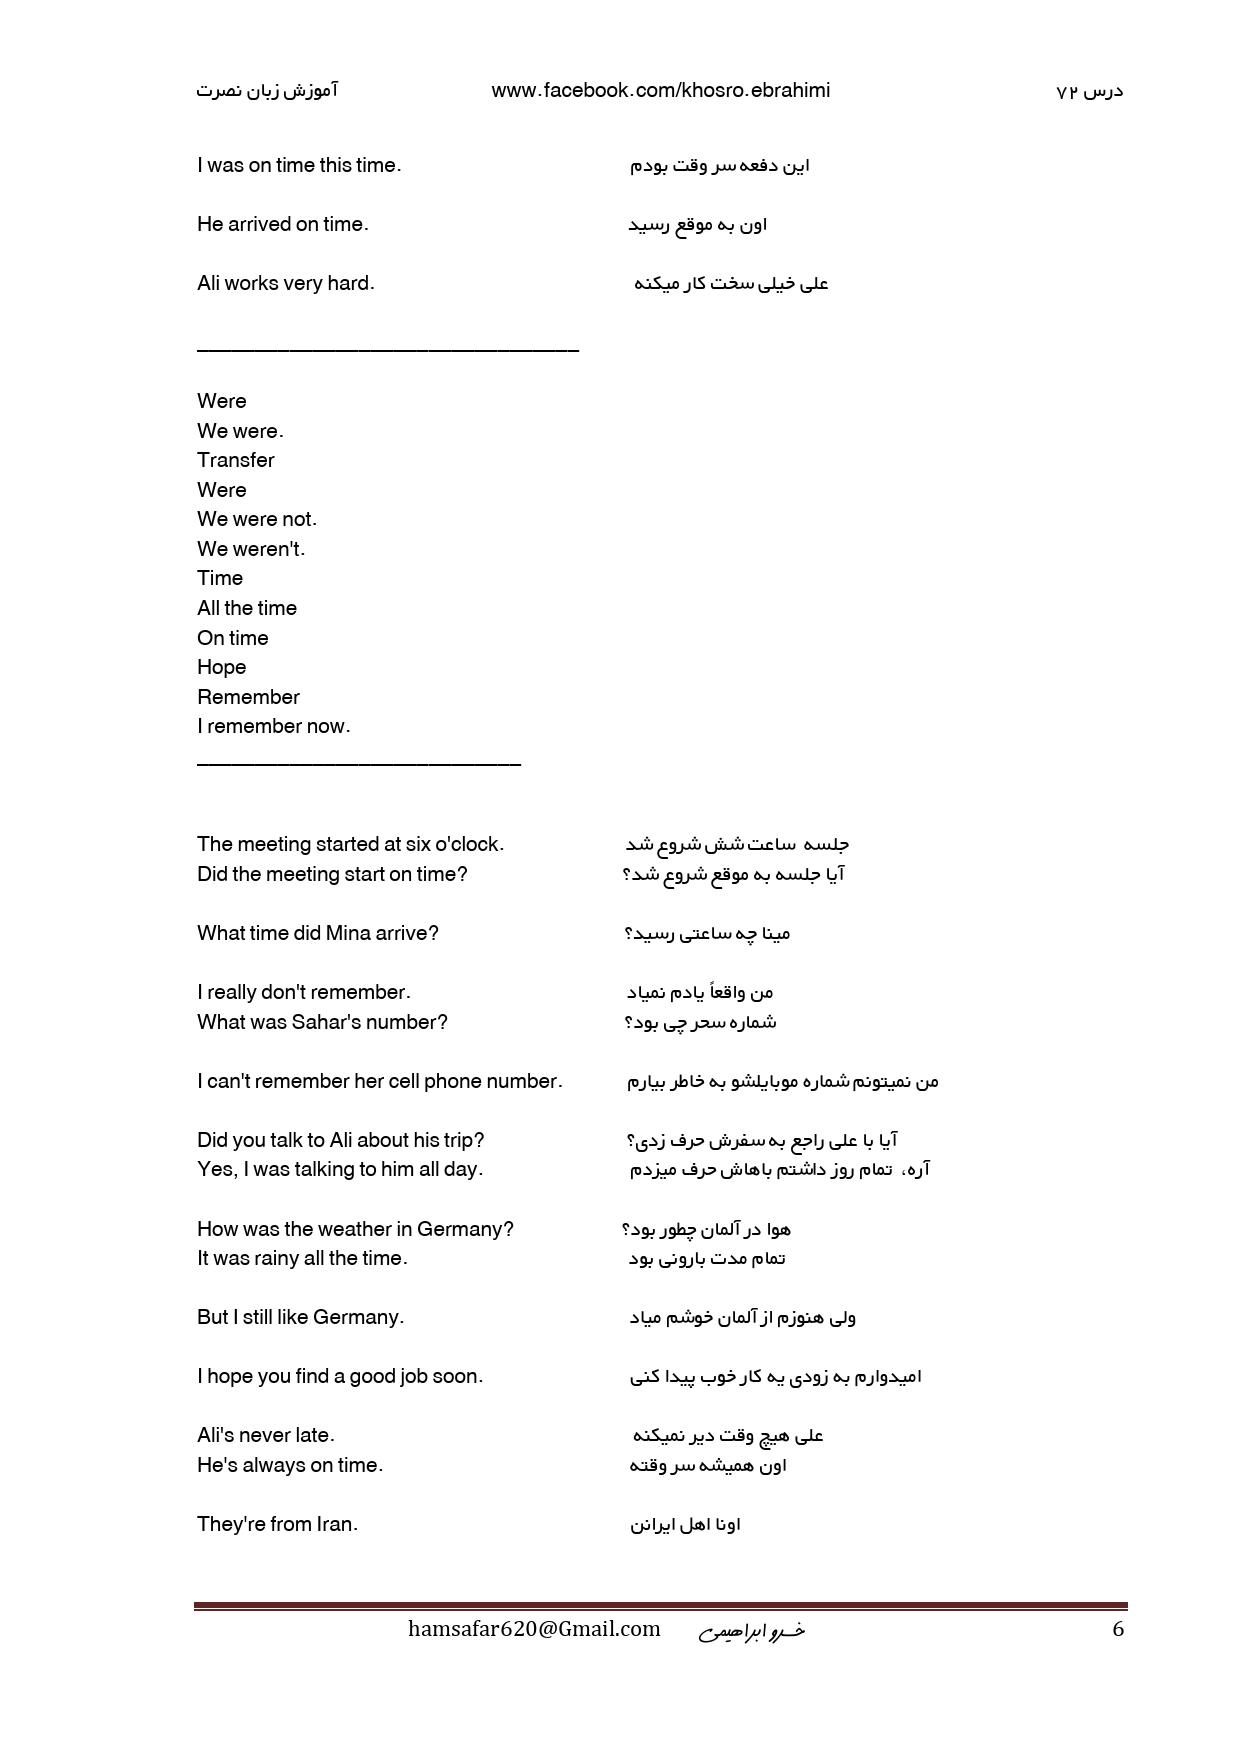 آموزش زبان نصرت www.facebook.com/khosro.ebrahimi درس ۷۲
I was on time this time. این دفعه سر وقت بودم
He arrived on time. اون به موقع رسید
Ali works very hard. علی خیلی سخت کار میکنه
_________________________________
Were
We were.
Transfer
Were
We were not.
We weren't.
Time
All the time
On time
Hope
Remember
I remember now.
____________________________
The meeting started at six o'clock. جلسه ساعت شش شروع شد
Did the meeting start on time? آیا جلسه به موقع شروع شد؟
What time did Mina arrive? مینا چه ساعتی رسید؟
I really don't remember. من واقعاً یادم نمیاد
What was Sahar's number? شماره سحر چی بود؟
I can't remember her cell phone number. من نمیتونم شماره موبایلشو به خاطر بیارم
Did you talk to Ali about his trip? آیا با علی راجع به سفرش حرف زدی؟
Yes, I was talking to him all day. آره، تمام روز داشتم باهاش حرف میزدم
How was the weather in Germany? هوا در آلمان چطور بود؟
It was rainy all the time. تمام مدت بارونی بود
But I still like Germany. ولی هنوزم از آلمان خوشم میاد
I hope you find a good job soon. امیدوارم به زودی یه کار خوب پیدا کنی
Ali's never late. علی هیچ وقت دیر نمیکنه
He's always on time. اون همیشه سر وقته
They're from Iran. اونا اهل ایرانن
hamsafar620@Gmail.com خسرو ابراهیمی 6